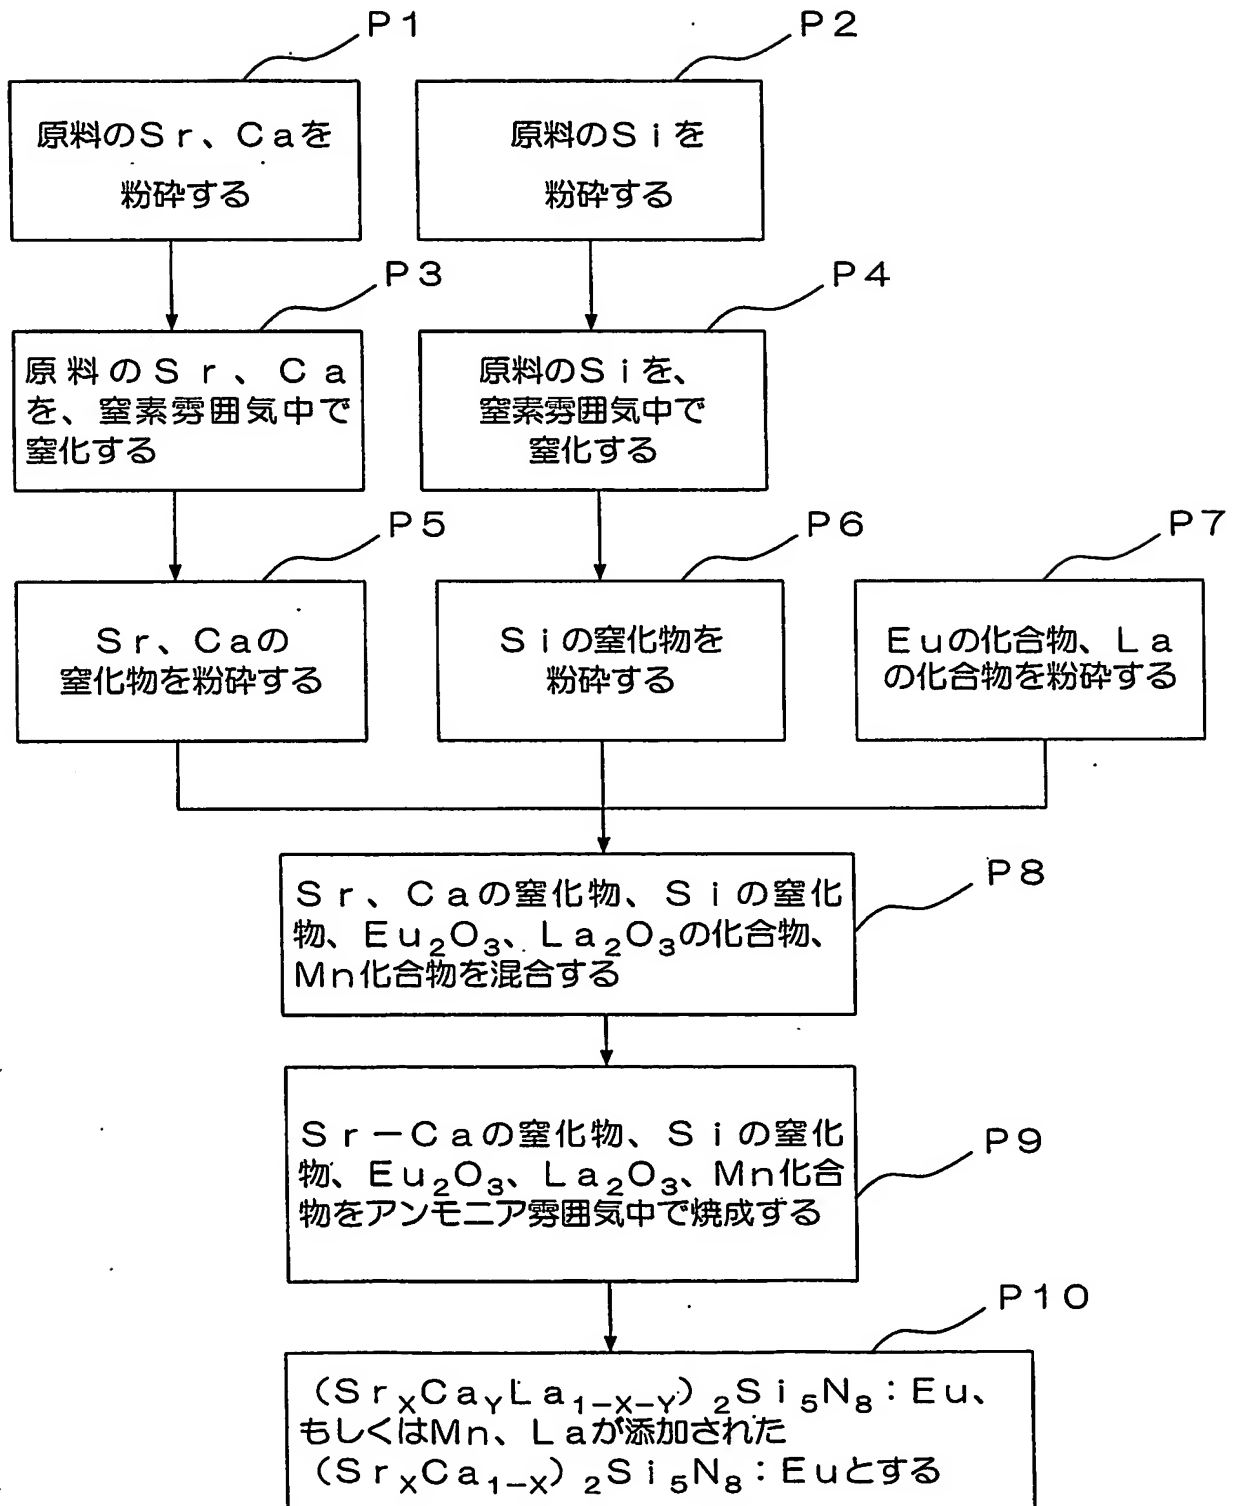 P1
P2
原料のSr、Caを
粉砕する
原料のSiを
粉砕する
P3
P4
原料のSr、Ca
を、窒素雰囲気中で
窒化する
原料のSiを、
窒素雰囲気中で
窒化する
P5
P6
P7
Sr、Caの
窒化物を粉砕する
Siの窒化物を
粉砕する
Euの化合物、La
の化合物を粉砕する
P8
Sr、Caの窒化物、Siの窒化
物、Eu₂O₃、La₂O₃の化合物、
Mn化合物を混合する
P9
Sr－Caの窒化物、Siの窒化
物、Eu₂O₃、La₂O₃、Mn化合
物をアンモニア雰囲気中で焼成する
P10
(SrXCaYLa1-X-Y)₂Si₅N₈：Eu、
もしくはMn、Laが添加された
(SrXCa1-X)₂Si₅N₈：Euとする